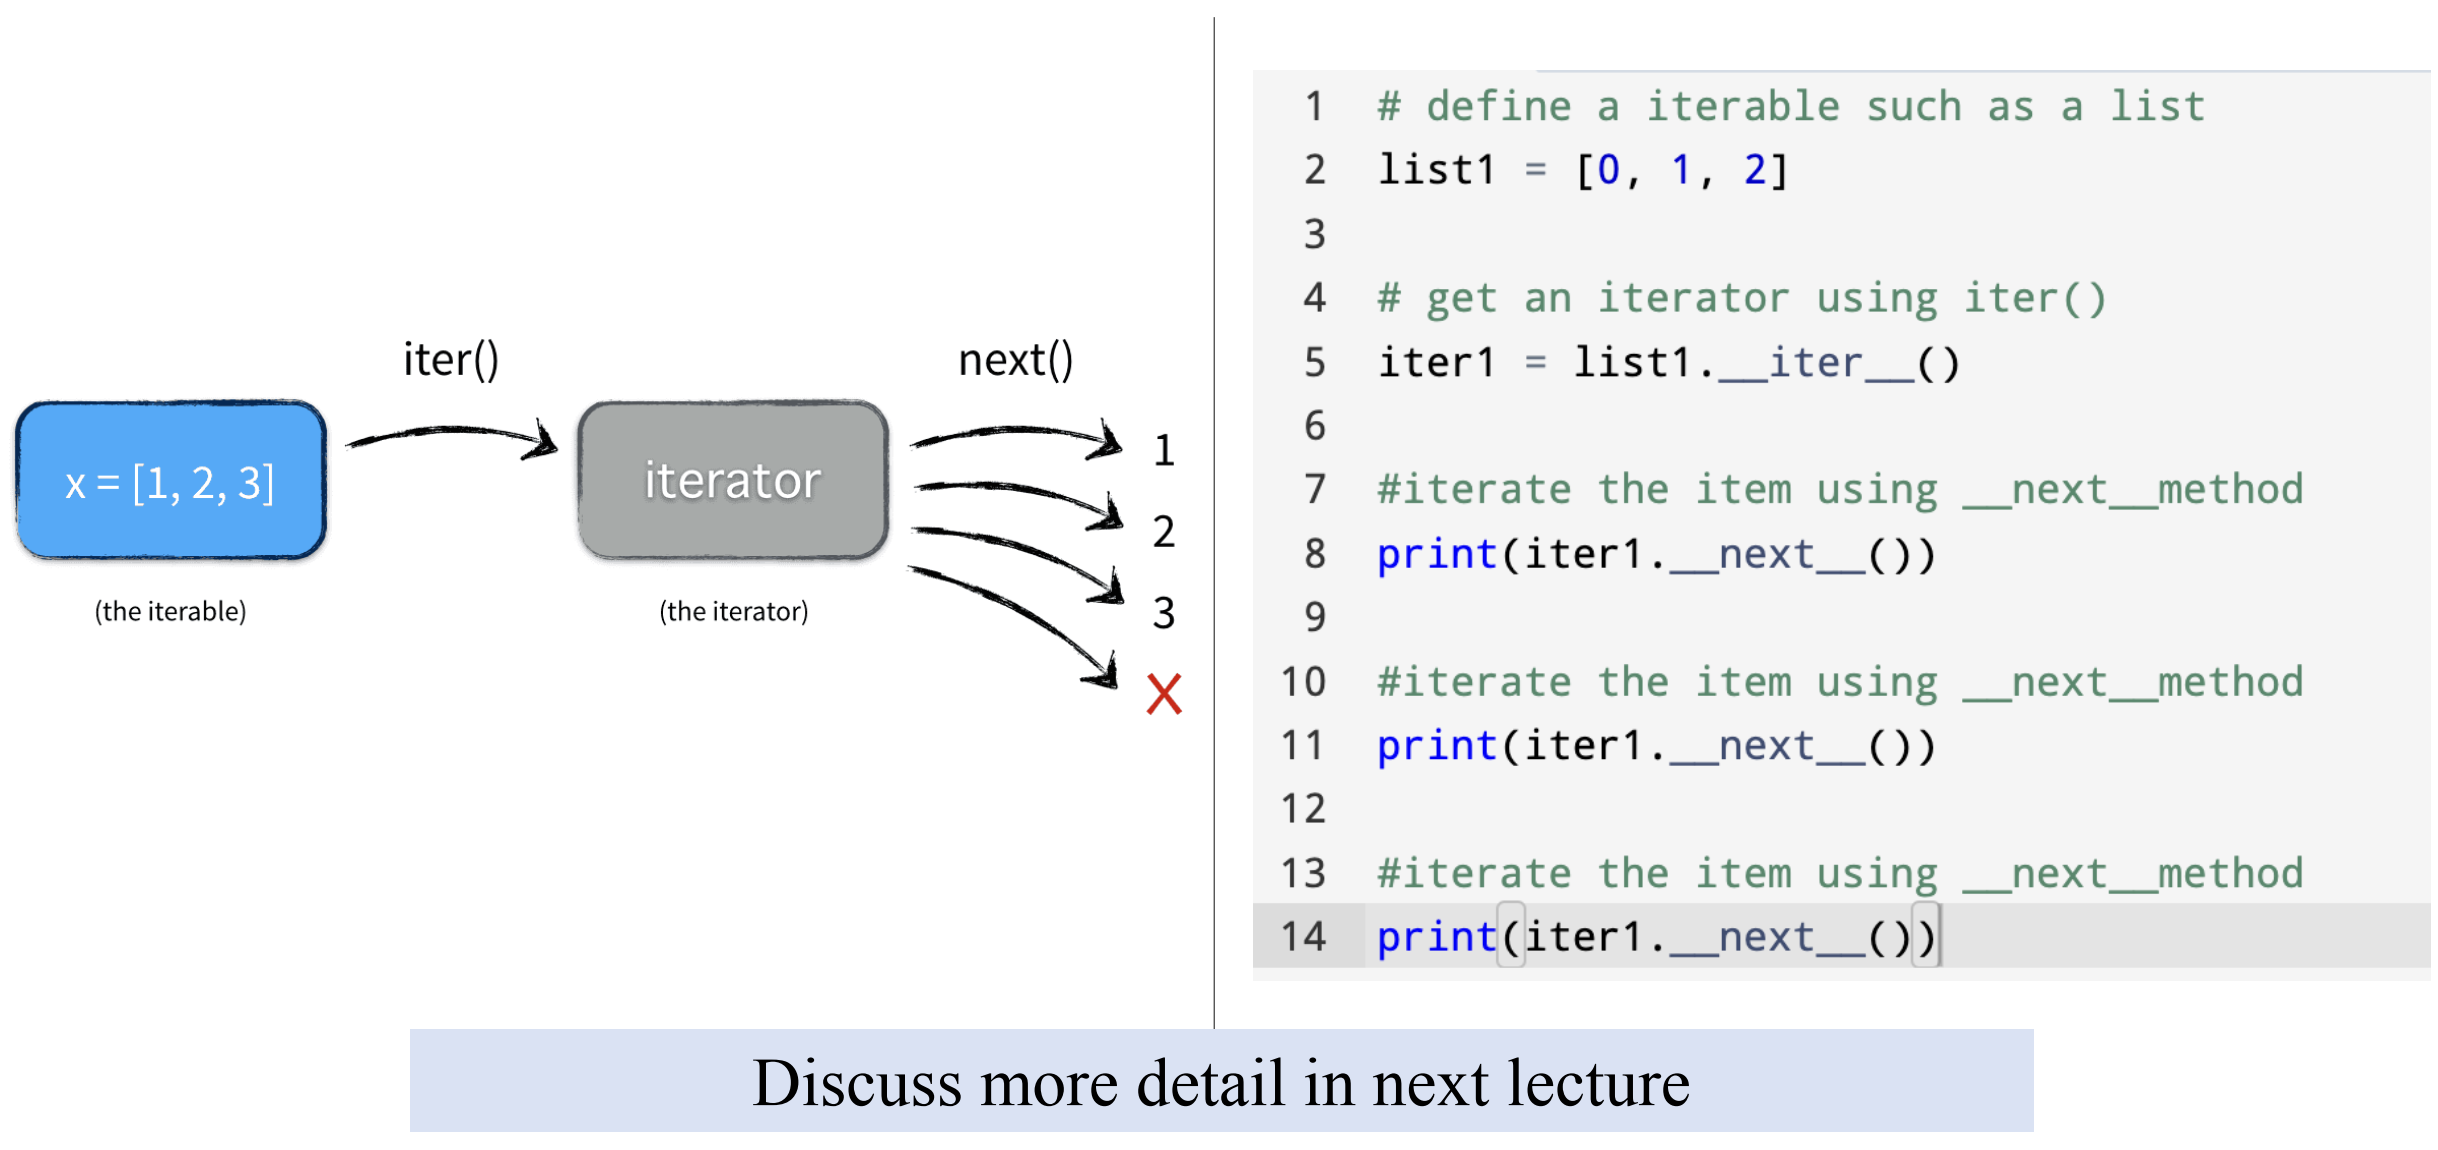 iter()
next()
x = [1, 2, 3]
iterator
1
2
3
X
(the iterable)
(the iterator)
1 # define a iterable such as a list
2 list1 = [0, 1, 2]
3
4 # get an iterator using iter()
5 iter1 = list1.__iter__()
6
7 #iterate the item using __next__method
8 print(iter1.__next__())
9
10 #iterate the item using __next__method
11 print(iter1.__next__())
12
13 #iterate the item using __next__method
14 print(iter1.__next__())
Discuss more detail in next lecture